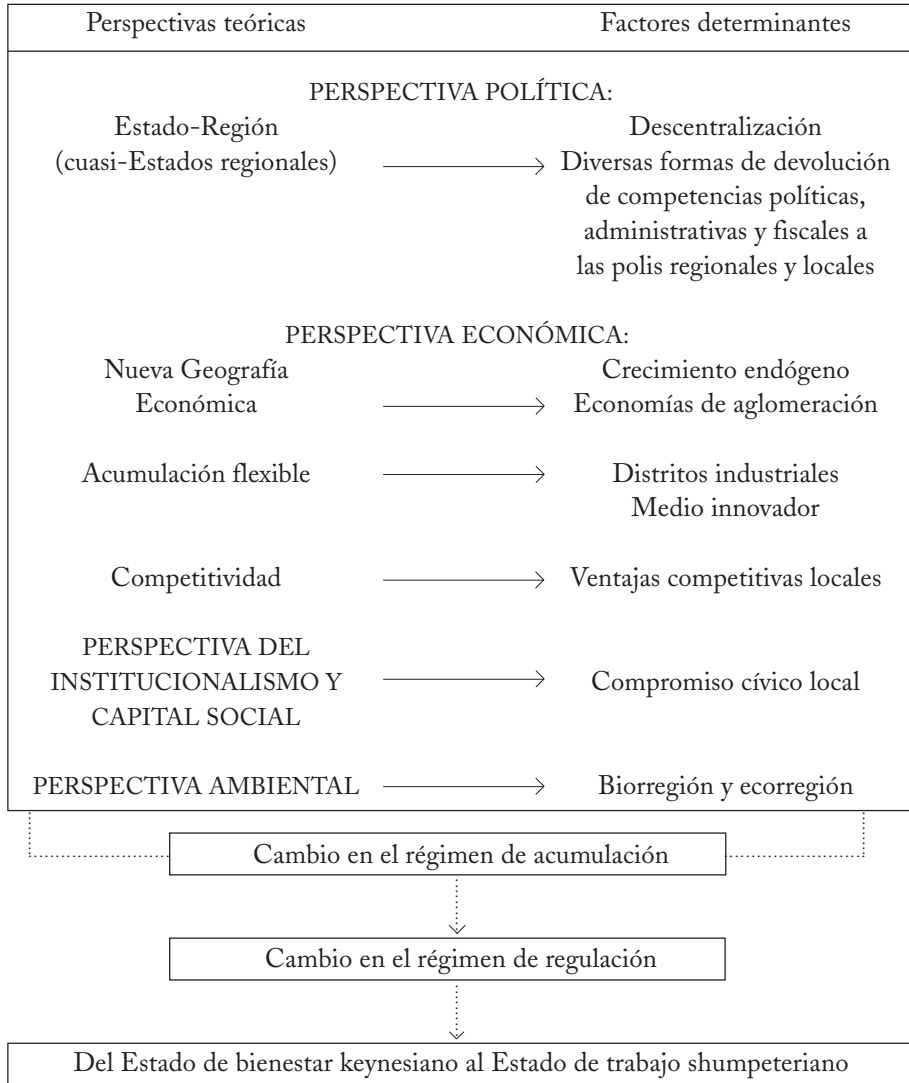 Perspectivas teóricas Factores determinantes
PERSPECTIVA POLÍTICA:
Estado-Región Descentralización
(cuasi-Estados regionales) Diversas formas de devolución
de competencias políticas,
administrativas y fiscales a
las polis regionales y locales
PERSPECTIVA ECONÓMICA:
Nueva Geografía Crecimiento endógeno
Económica Economías de aglomeración
Acumulación flexible Distritos industriales
Medio innovador
Competitividad Ventajas competitivas locales
PERSPECTIVA DEL
INSTITUCIONALISMO Y Compromiso cívico local
CAPITAL SOCIAL
PERSPECTIVA AMBIENTAL Biorregión y ecorregión
Cambio en el régimen de acumulación
Cambio en el régimen de regulación
Del Estado de bienestar keynesiano al Estado de trabajo shumpeteriano